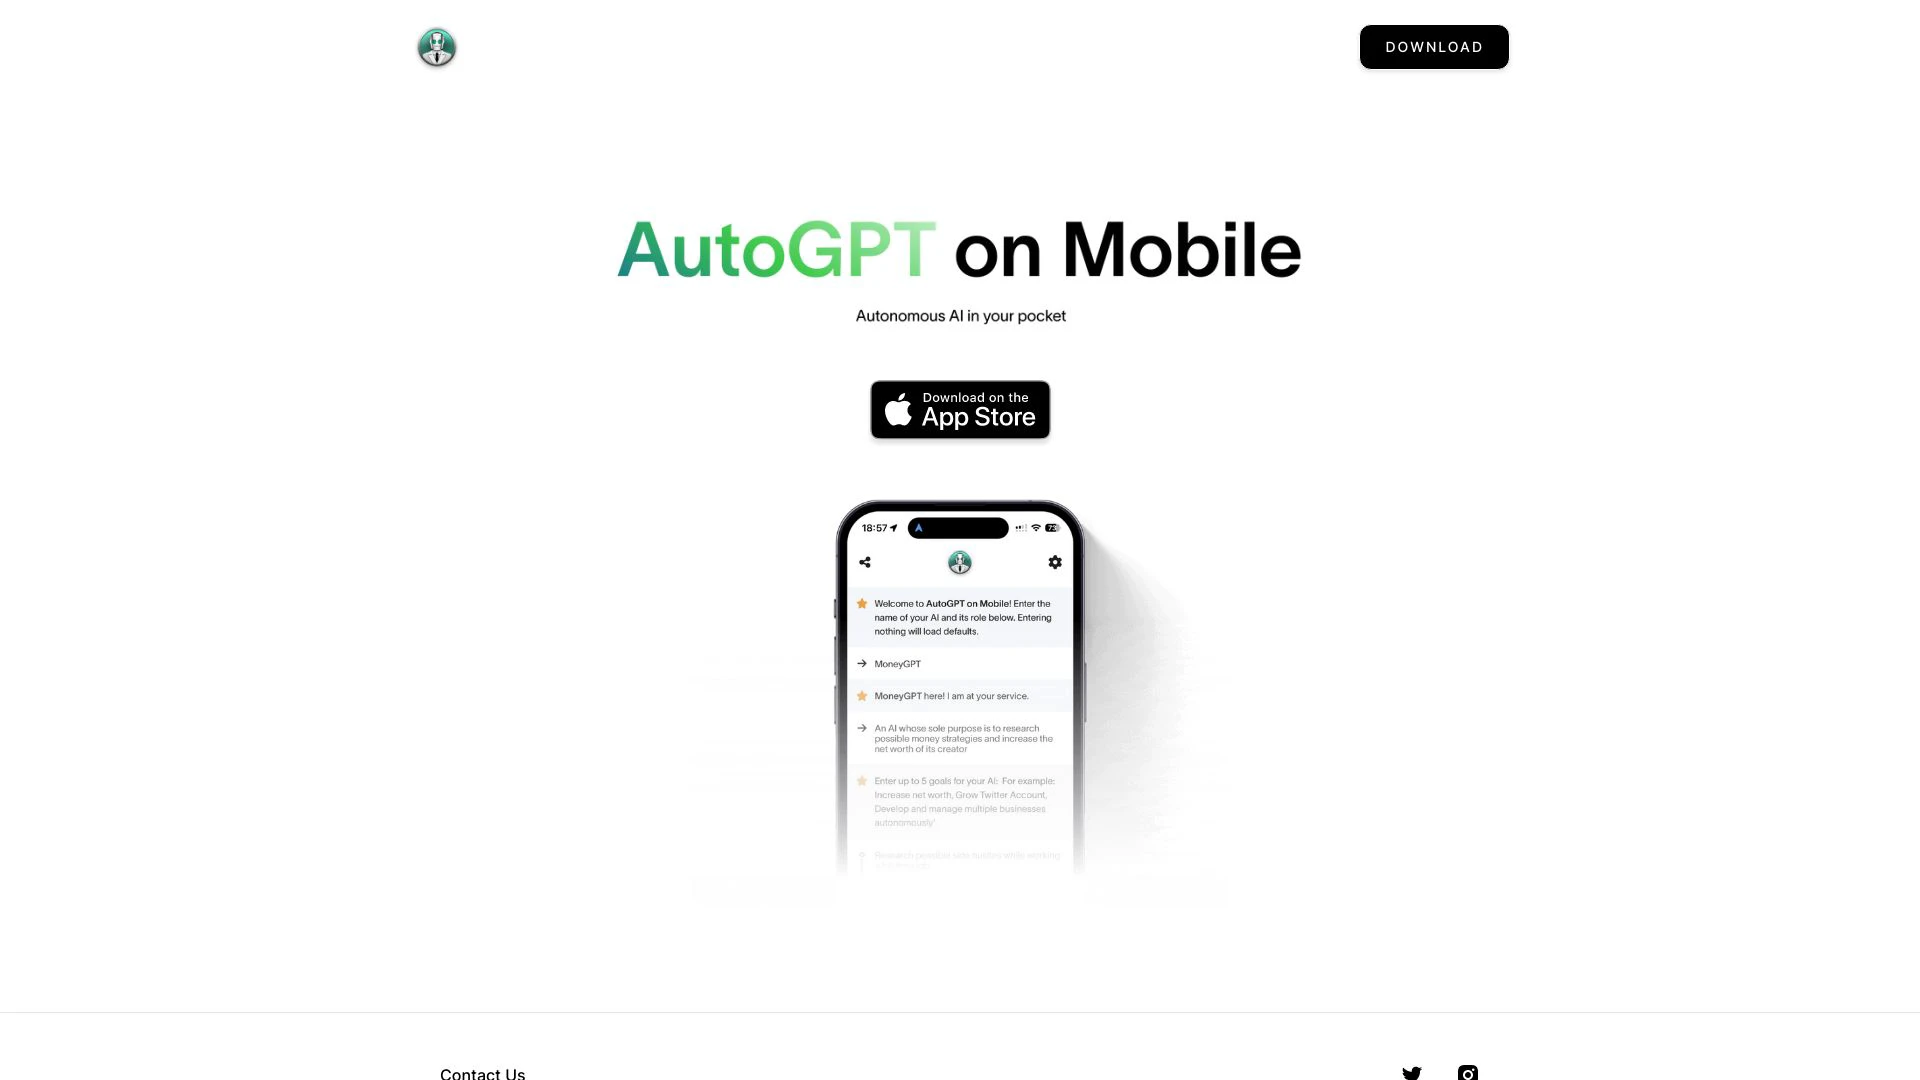 DOWNLOAD
AutoGPT on Mobile
Autonomous AI in your pocket
Download on the
App Store
18:57
73
Welcome to AutoGPT on Mobile! Enter the
name of your AI and its role below. Entering
nothing will load defaults.
MoneyGPT
MoneyGPT here! I am at your service.
An AI whose sole purpose is to research
possible money strategies and increase the
net worth of its creator
Enter up to 5 goals for your AI: For example:
Increase net worth, Grow Twitter Account,
Develop and manage multiple businesses
autonomously'
Research possible side hustles while working
Contact Us